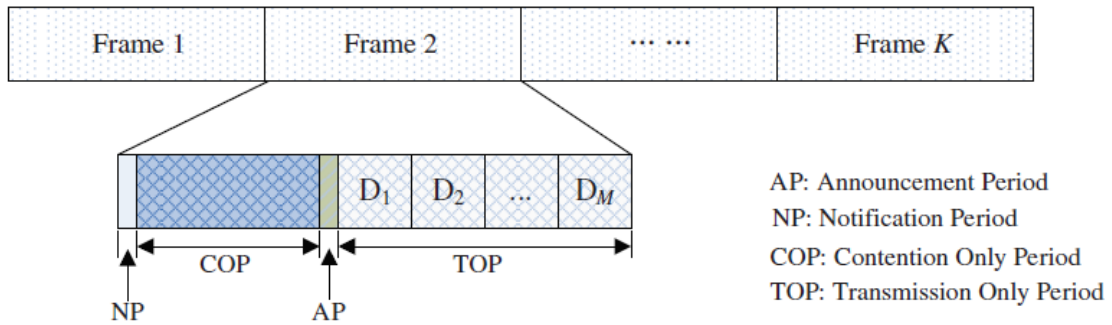 Frame 1 Frame 2 ... ... Frame K
D1 D2 ... DM
COP TOP
NP AP
AP: Announcement Period
NP: Notification Period
COP: Contention Only Period
TOP: Transmission Only Period